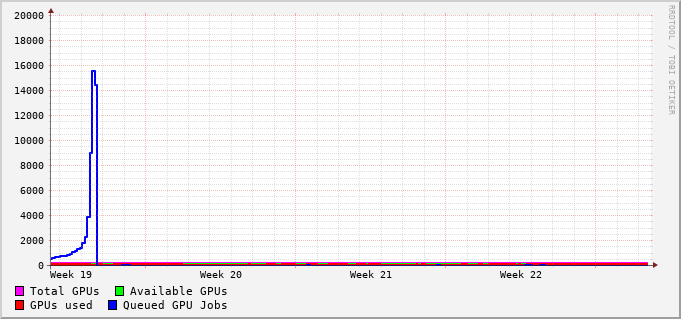 20000
18000
16000
14000
12000
10000
8000
6000
4000
2000
0
Week 19 Week 20 Week 21 Week 22
Total GPUs Available GPUs
GPUs used Queued GPU Jobs
RRDTOOL / TOBI OETIKER